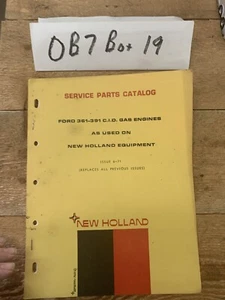 OB7 Box 19
SERVICE PARTS CATALOG
FORD 361-391 C.I.D. GAS ENGINES
AS USED ON
NEW HOLLAND EQUIPMENT
(REPLACES ALL PREVIOUS ISSUES)
NEW HOLLAND